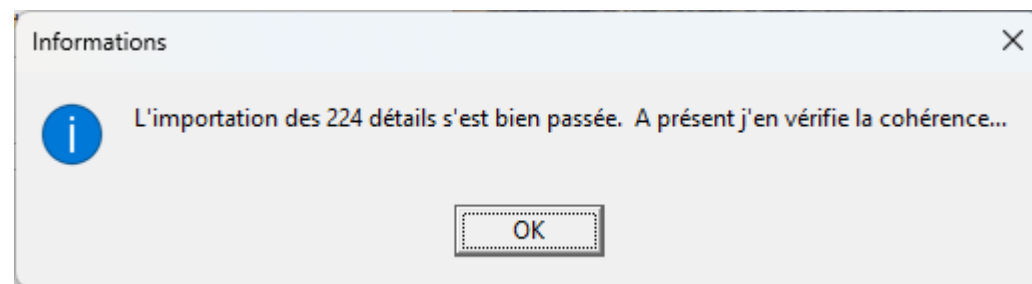 Informations
L'importation des 224 détails s'est bien passée.  A présent j'en vérifie la cohérence...
OK